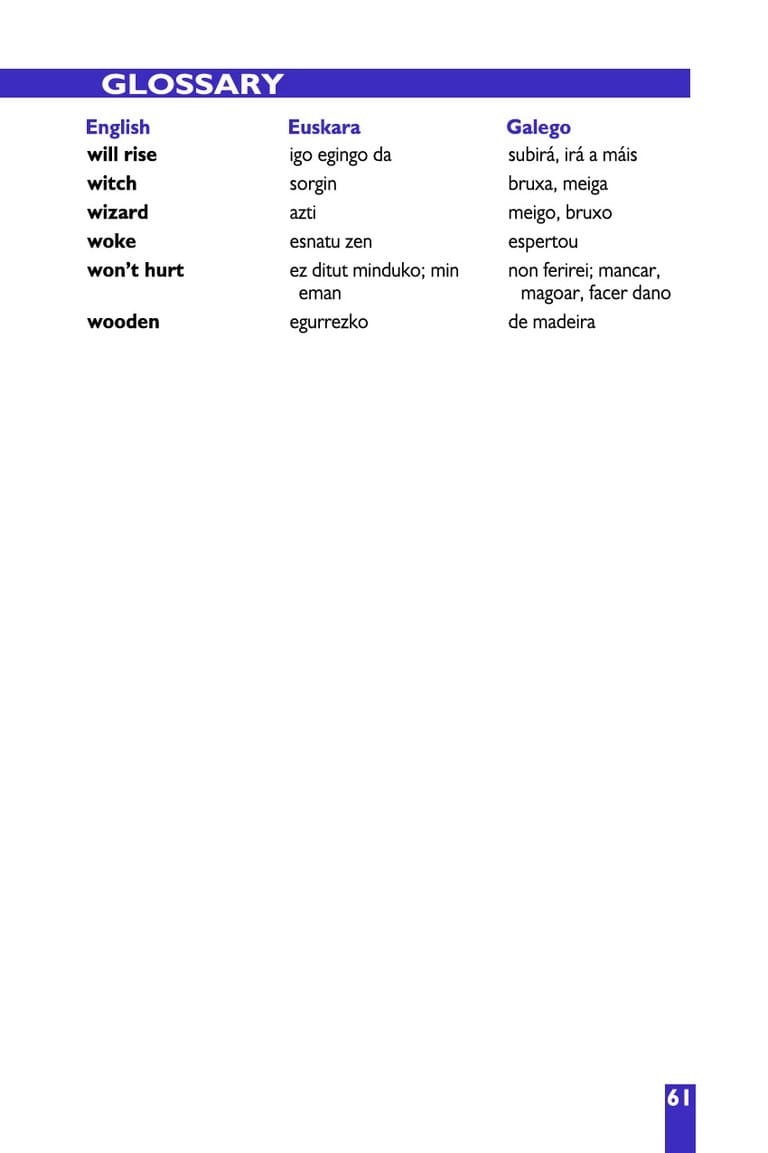 GLOSSARY
English Euskara Galego
will rise igo egingo da subirá, irá a máis
witch sorgin bruxa, meiga
wizard azti meigo, bruxo
woke esnatu zen espertou
won't hurt ez ditut minduko; min non ferirei; mancar,
eman magoar, facer dano
wooden egurrezko de madeira
61